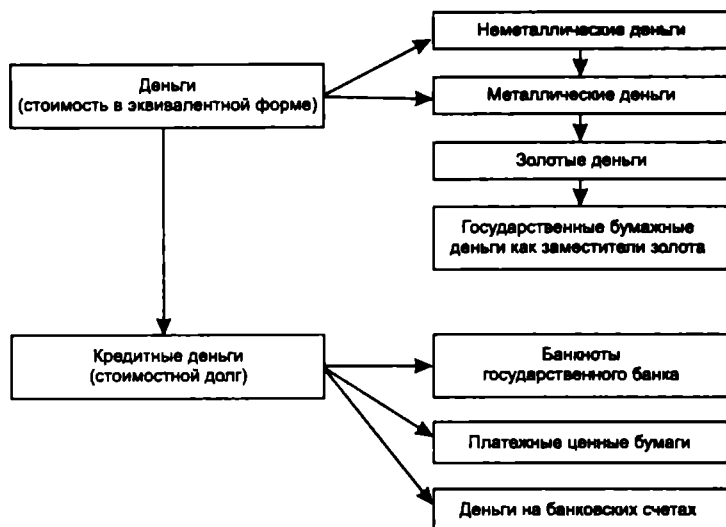 Неметаллические деньги
Деньги
(стоимость в эквивалентной форме)
Металлические деньги
Золотые деньги
Государственные бумажные
деньги как заместители золота
Кредитные деньги
(стоимостной долг)
Банкноты
государственного банка
Платежные ценные бумаги
Деньги на банковских счетах